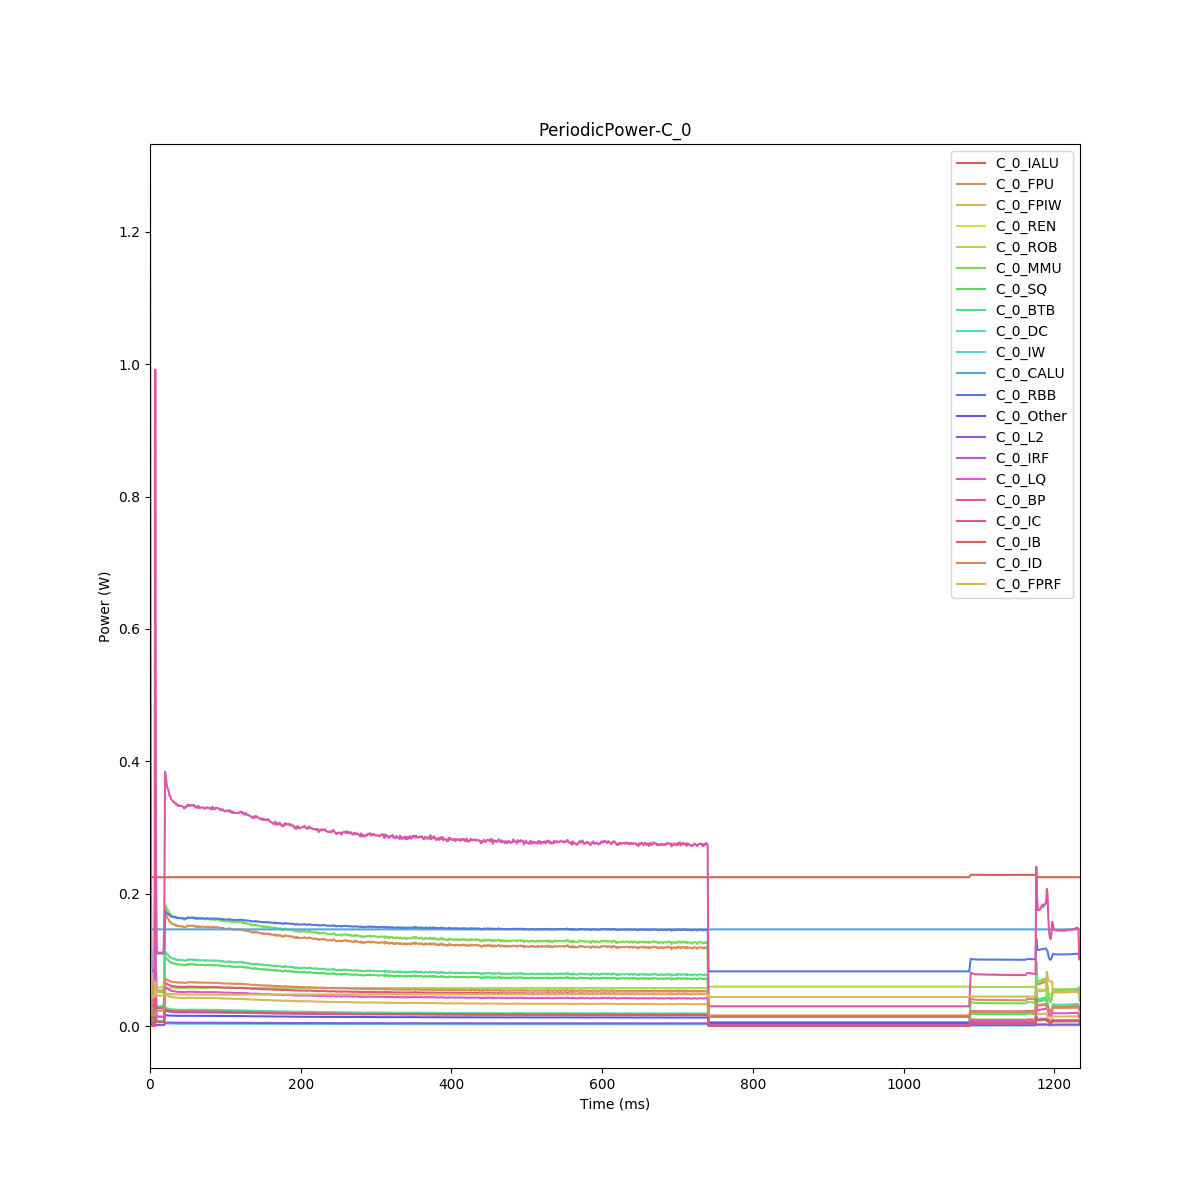 PeriodicPower-C_0
C_0_IALU
C_0_FPU
C_0_FPIW
C_0_REN
C_0_ROB
C_0_MMU
C_0_SQ
C_0_BTB
C_0_DC
C_0_IW
C_0_CALU
C_0_RBB
C_0_Other
C_0_L2
C_0_IRF
C_0_LQ
C_0_BP
C_0_IC
C_0_IB
C_0_ID
C_0_FPRF
1.2
1.0
0.8
0.6
0.4
0.2
0.0
Power (W)
0 200 400 600 800 1000 1200
Time (ms)